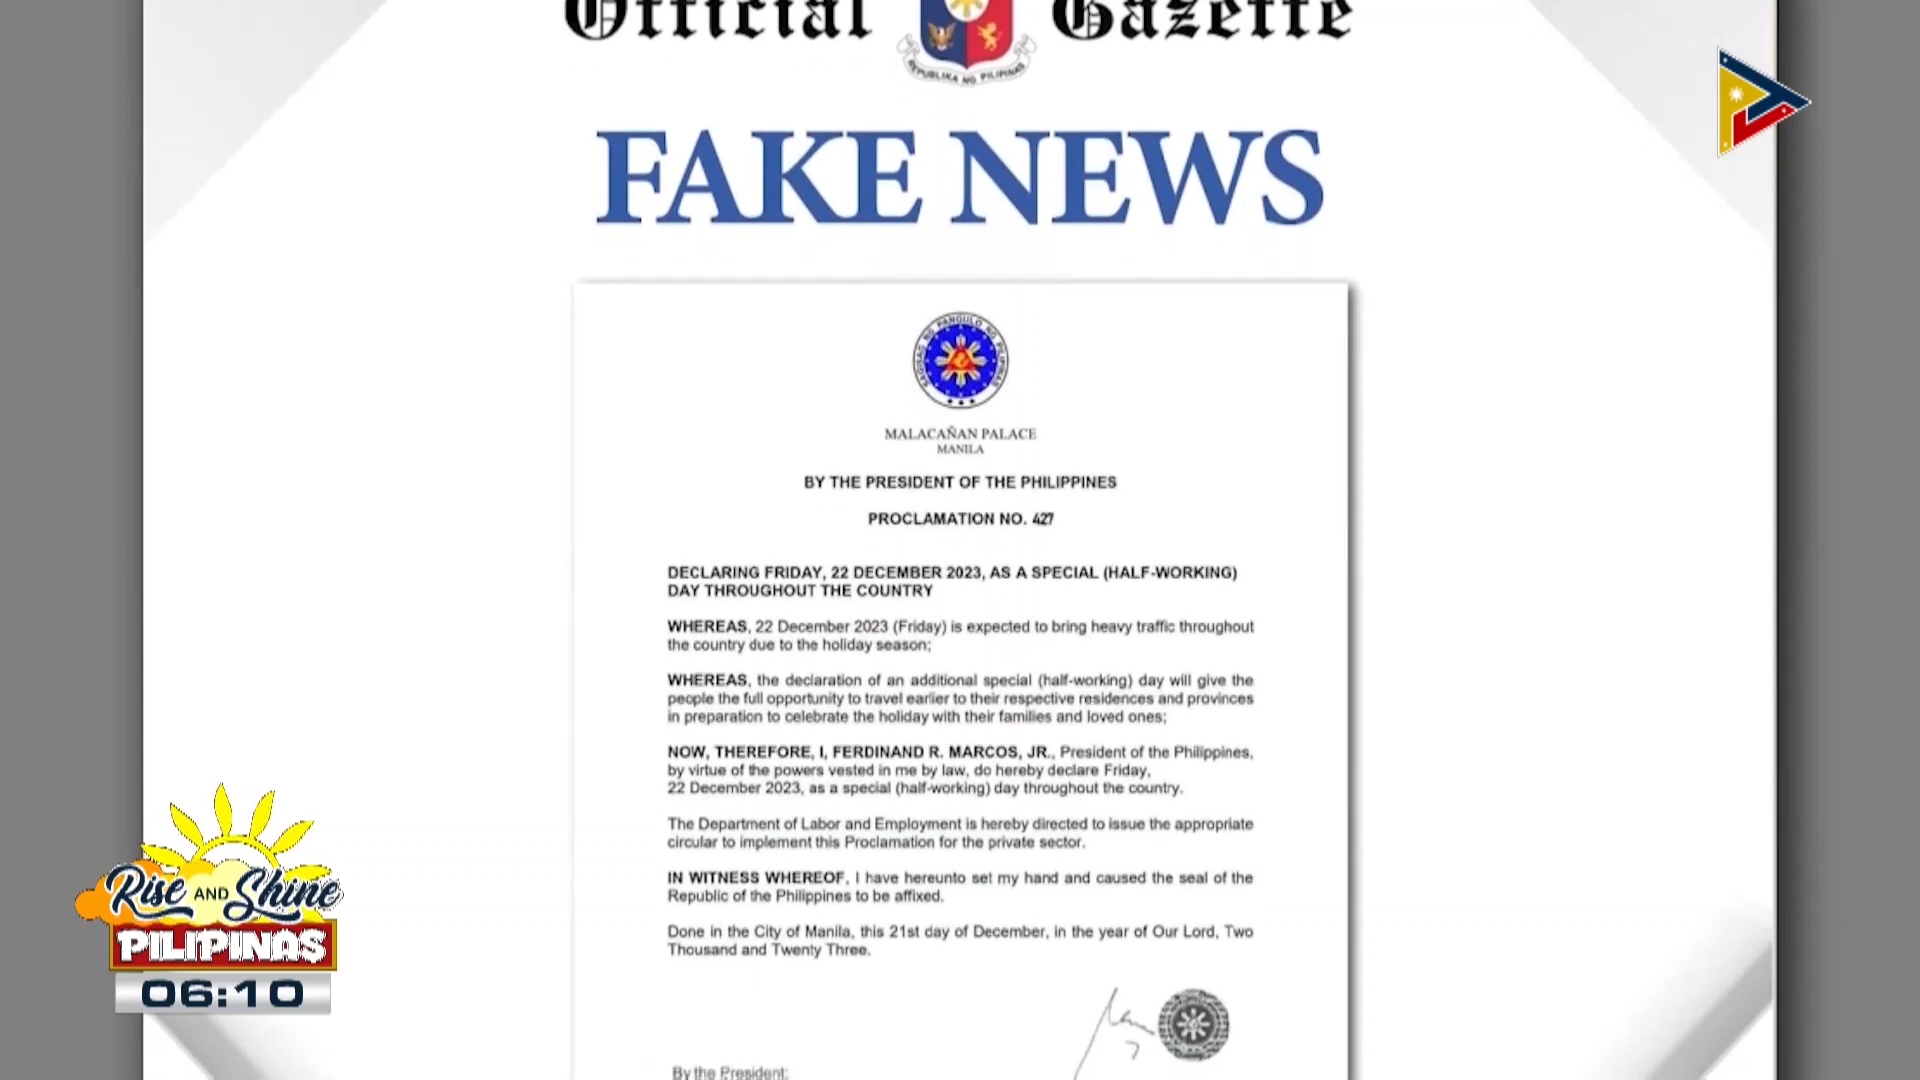 Official Gazette
REPUBLIKA NG PILIPINAS
FAKE NEWS
SAGISAG NG PANGULO NG PILIPINAS
MALACAÑAN PALACE
MANILA
BY THE PRESIDENT OF THE PHILIPPINES
PROCLAMATION NO. 427
DECLARING FRIDAY, 22 DECEMBER 2023, AS A SPECIAL (HALF-WORKING)
DAY THROUGHOUT THE COUNTRY
WHEREAS, 22 December 2023 (Friday) is expected to bring heavy traffic throughout
the country due to the holiday season;
WHEREAS, the declaration of an additional special (half-working) day will give the
people the full opportunity to travel earlier to their respective residences and provinces
in preparation to celebrate the holiday with their families and loved ones;
NOW, THEREFORE, I, FERDINAND R. MARCOS, JR., President of the Philippines,
by virtue of the powers vested in me by law, do hereby declare Friday,
22 December 2023, as a special (half-working) day throughout the country.
The Department of Labor and Employment is hereby directed to issue the appropriate
circular to implement this Proclamation for the private sector.
IN WITNESS WHEREOF, I have hereunto set my hand and caused the seal of the
Republic of the Philippines to be affixed.
Done in the City of Manila, this 21st day of December, in the year of Our Lord, Two
Thousand and Twenty Three.
By the President:
Rise AND Shine
PILIPINAS
06:10